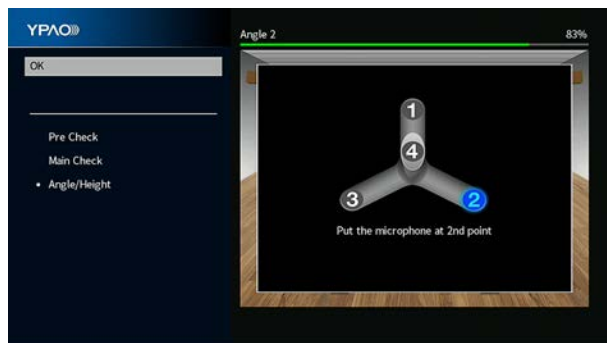 YPAO
OK
Pre Check
Main Check
• Angle/Height
Angle 2
83%
1
4
3
2
Put the microphone at 2nd point